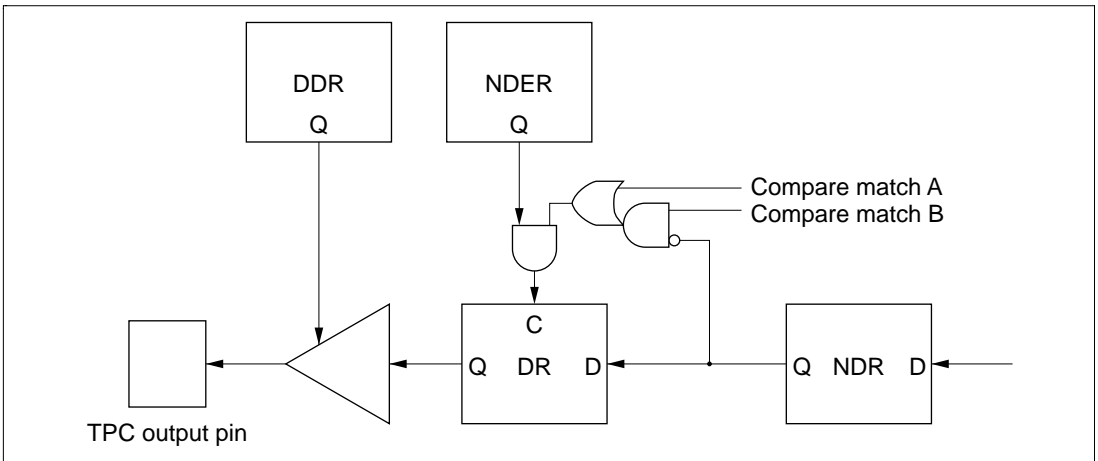 DDR
Q
NDER
Q
Compare match A
Compare match B
C
Q DR D
Q NDR D
TPC output pin